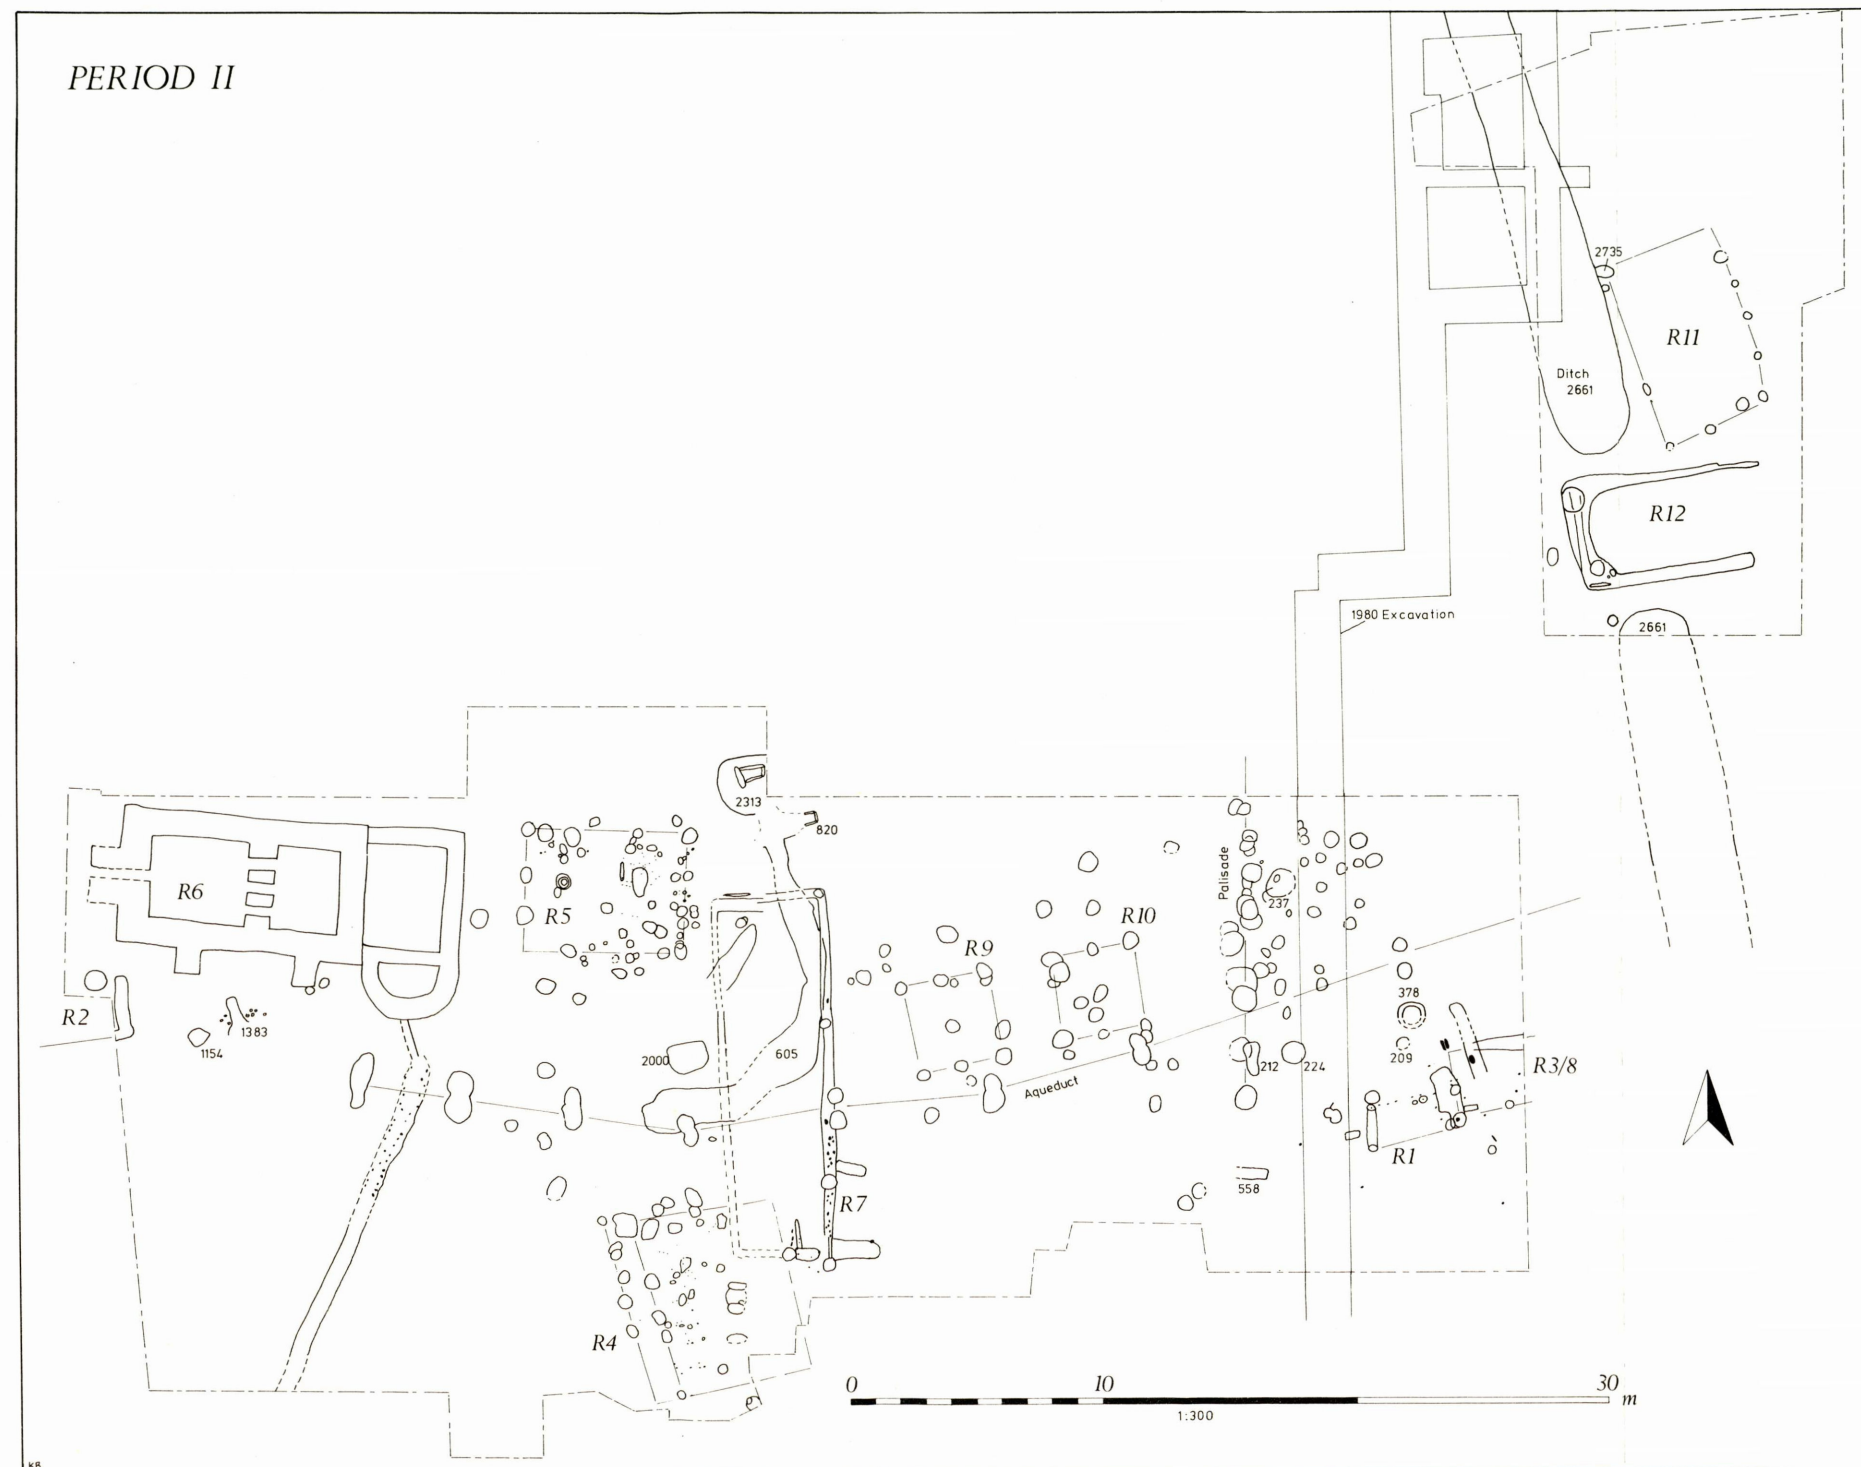 PERIOD II
2735
R11
Ditch
2661
R12
1980 Excavation
2661
2313
820
Palisade
R6
R5
237
R10
R9
R2
1383
1154
378
2000
605
212
224
209
R3/8
Aqueduct
R1
558
R7
R4
0 10 30 m
1:300
KB